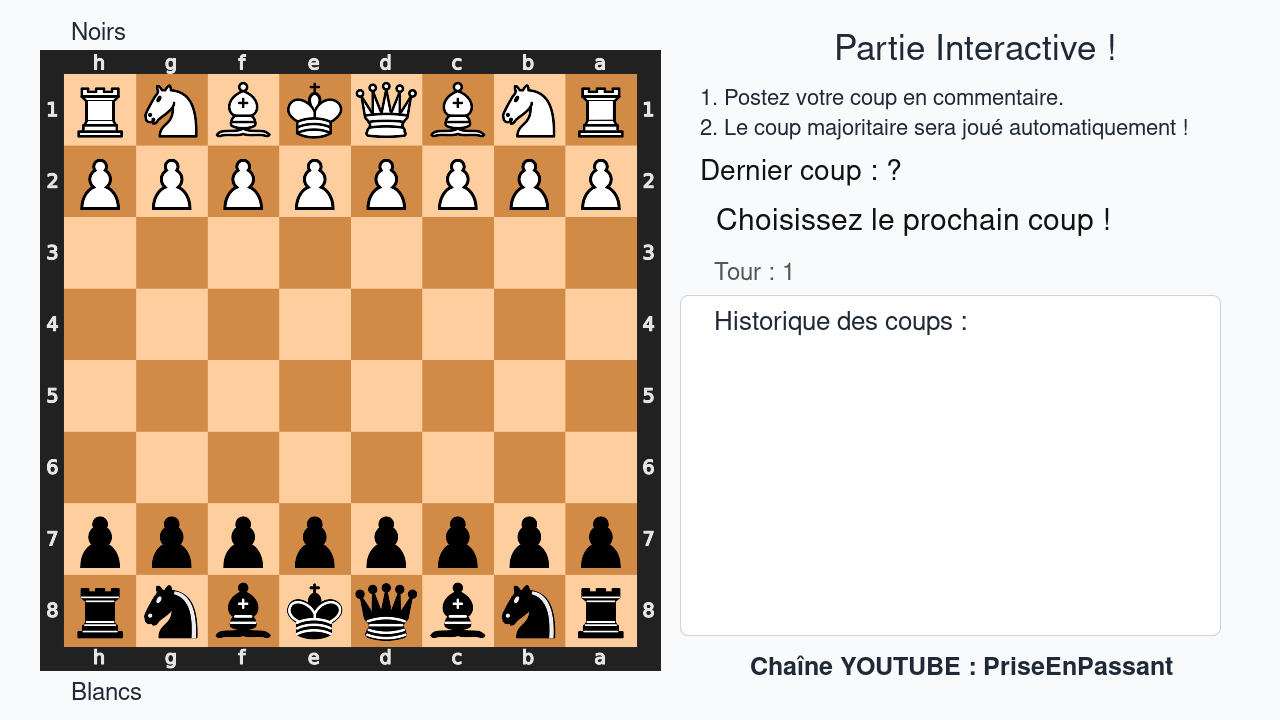 Noirs
h g f e d c b a
1 1
2 2
3 3
4 4
5 5
6 6
7 7
8 8
h g f e d c b a
Blancs
Partie Interactive !
1. Postez votre coup en commentaire.
2. Le coup majoritaire sera joué automatiquement !
Dernier coup : ?
Choisissez le prochain coup !
Tour : 1
Historique des coups :
Chaîne YOUTUBE : PriseEnPassant